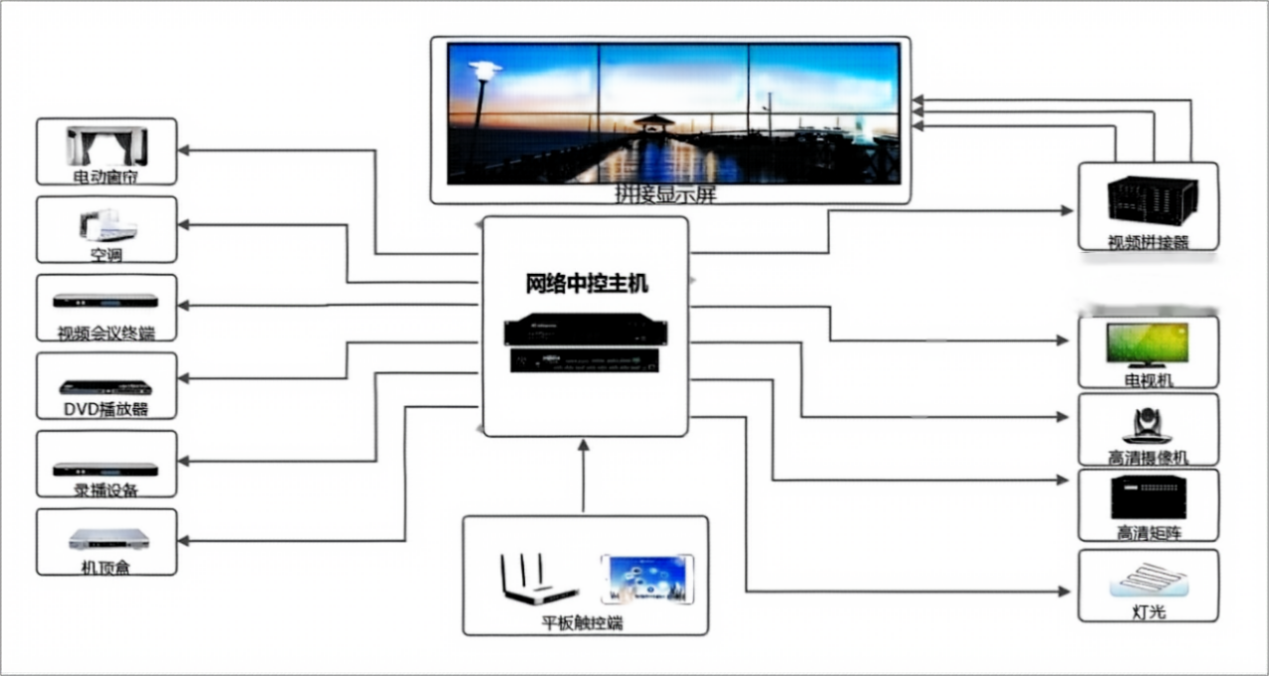 拼接显示屏
电动窗帘
空调
视频会议终端
DVD播放器
录播设备
机顶盒
网络中控主机
平板触控端
视频拼接器
电视机
高清摄像机
高清矩阵
灯光